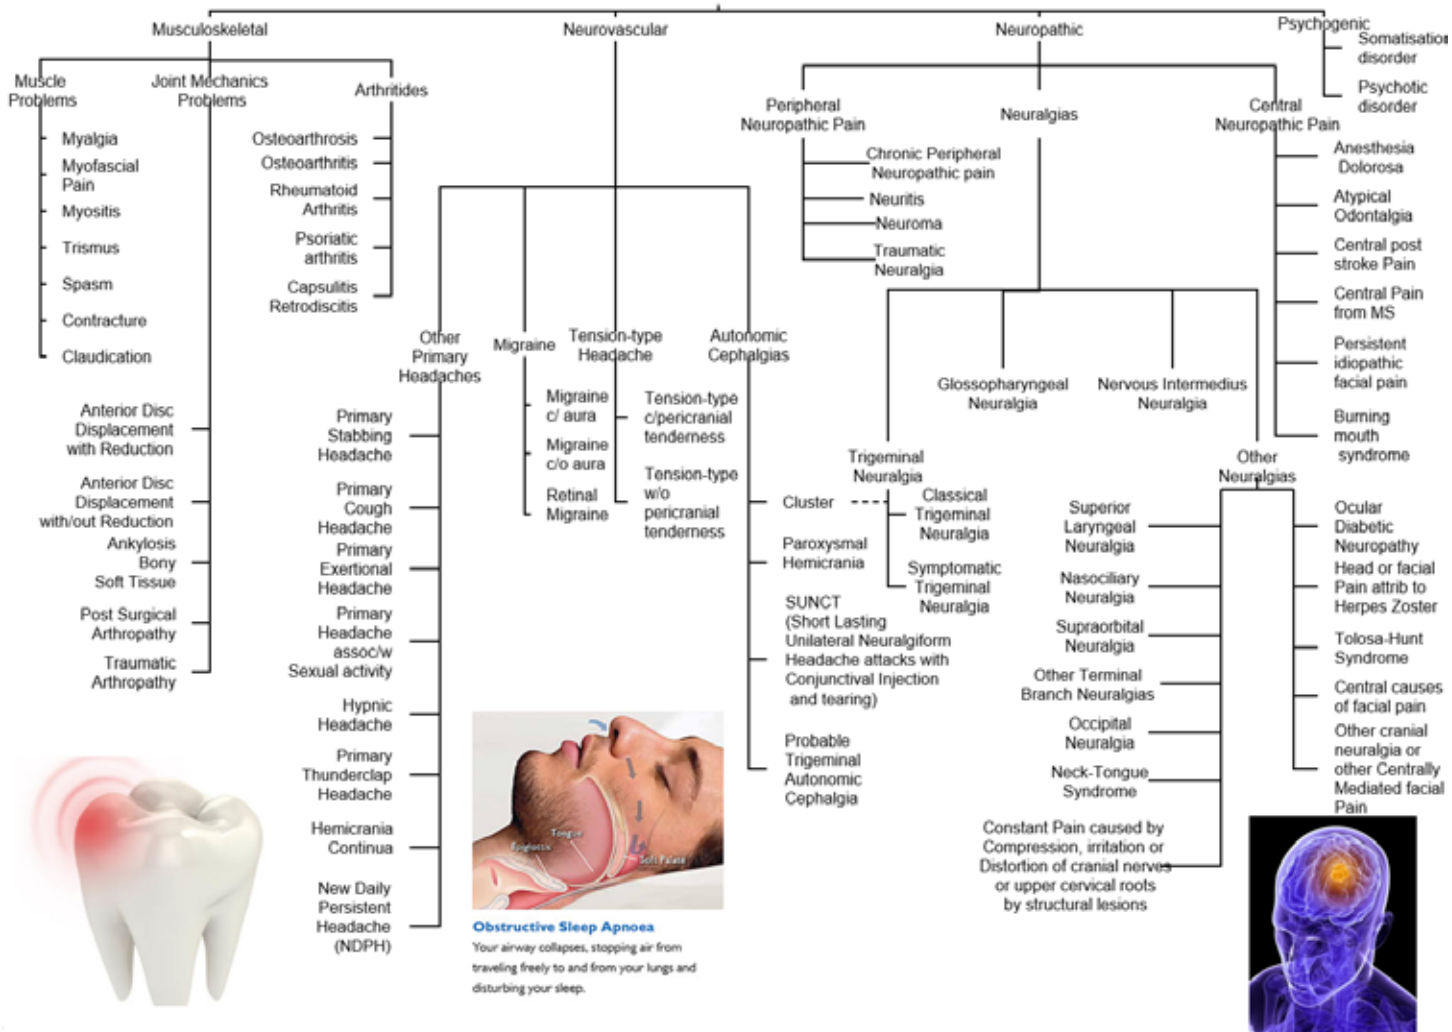 Musculoskeletal
Neurovascular
Neuropathic
Psychogenic
Somatisation
disorder
Psychotic
disorder
Muscle
Problems
Joint Mechanics
Problems
Arthritides
Myalgia
Myofascial
Pain
Myositis
Trismus
Spasm
Contracture
Claudication
Anterior Disc
Displacement
with Reduction
Anterior Disc
Displacement
with/out Reduction
Ankylosis
Bony
Soft Tissue
Post Surgical
Arthropathy
Traumatic
Arthropathy
Osteoarthrosis
Osteoarthritis
Rheumatoid
Arthritis
Psoriatic
arthritis
Capsulitis
Retrodiscitis
Other
Primary
Headaches
Migraine
Tension-type
Headache
Autonomic
Cephalgias
Primary
Stabbing
Headache
Primary
Cough
Headache
Primary
Exertional
Headache
Primary
Headache
assoc/w
Sexual activity
Hypnic
Headache
Primary
Thunderclap
Headache
Hemicrania
Continua
New Daily
Persistent
Headache
(NDPH)
Migraine
c/ aura
Migraine
c/o aura
Retinal
Migraine
Tension-type
c/pericranial
tenderness
Tension-type
w/o
pericranial
tenderness
Cluster
Paroxysmal
Hemicrania
SUNCT
(Short Lasting
Unilateral Neuralgiform
Headache attacks with
Conjunctival Injection
and tearing)
Probable
Trigeminal
Autonomic
Cephalgia
Peripheral
Neuropathic Pain
Neuralgias
Central
Neuropathic Pain
Chronic Peripheral
Neuropathic pain
Neuritis
Neuroma
Traumatic
Neuralgia
Trigeminal
Neuralgia
Glossopharyngeal
Neuralgia
Nervous Intermedius
Neuralgia
Other
Neuralgias
Classical
Trigeminal
Neuralgia
Symptomatic
Trigeminal
Neuralgia
Superior
Laryngeal
Neuralgia
Nasociliary
Neuralgia
Supraorbital
Neuralgia
Other Terminal
Branch Neuralgias
Occipital
Neuralgia
Neck-Tongue
Syndrome
Constant Pain caused by
Compression, irritation or
Distortion of cranial nerves
or upper cervical roots
by structural lesions
Ocular
Diabetic
Neuropathy
Head or facial
Pain attrib to
Herpes Zoster
Tolosa-Hunt
Syndrome
Central causes
of facial pain
Other cranial
neuralgia or
other Centrally
Mediated facial
Pain
Anesthesia
Dolorosa
Atypical
Odontalgia
Central post
stroke Pain
Central Pain
from MS
Persistent
idiopathic
facial pain
Burning
mouth
syndrome
Tongue
Epiglottis
Soft Palate
Obstructive Sleep Apnoea
Your airway collapses, stopping air from
traveling freely to and from your lungs and
disturbing your sleep.